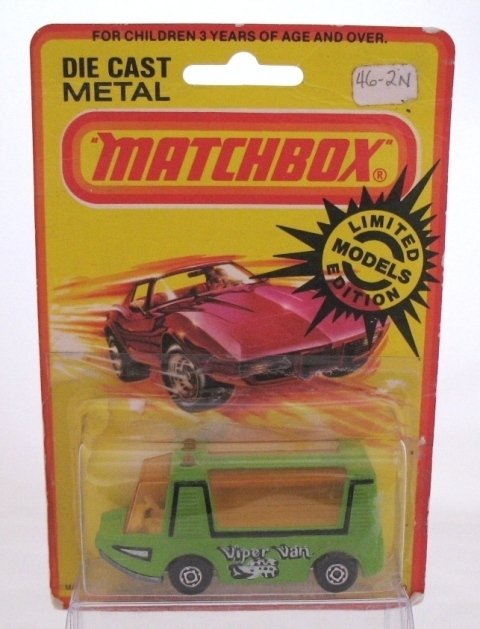 FOR CHILDREN 3 YEARS OF AGE AND OVER.
DIE CAST
METAL
46-2N
"MATCHBOX"®
LIMITED
MODELS
EDITION
Viper Van